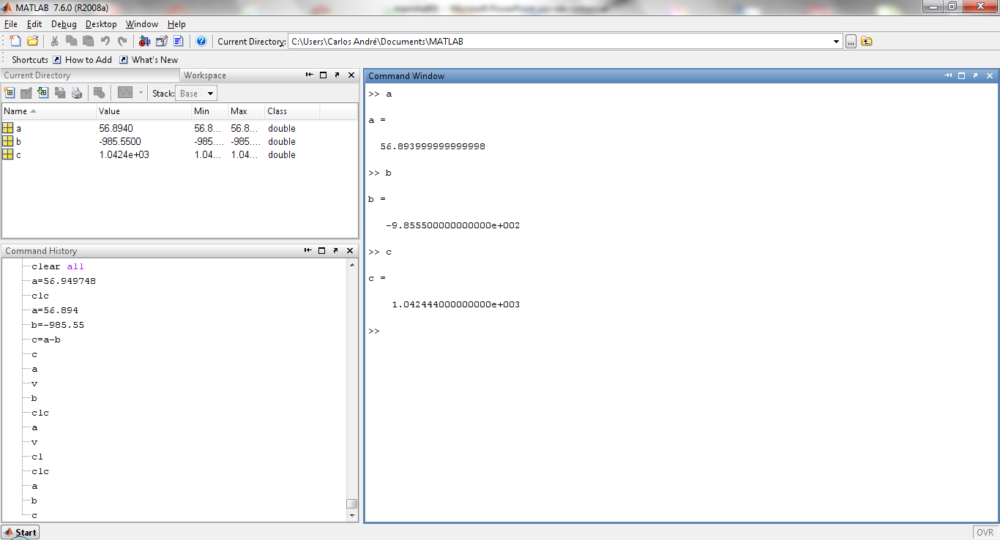 MATLAB 7.6.0 (R2008a)
File Edit Debug Desktop Window Help
Current Directory: C:\Users\Carlos André\Documents\MATLAB ...
Shortcuts How to Add What's New
Current Directory Workspace
Stack: Base
Name Value Min Max Class
a 56.8940 56.8... 56.8... double
b -985.5500 -985.... -985.... double
c 1.0424e+03 1.04... 1.04... double
Command History
clear all
a=56.949748
clc
a=56.894
b=-985.55
c=a-b
c
a
v
b
clc
a
v
cl
clc
a
b
c
Command Window
>> a
a =
56.893999999999998
>> b
b =
-9.855500000000000e+002
>> c
c =
1.042444000000000e+003
>>
Start
OVR